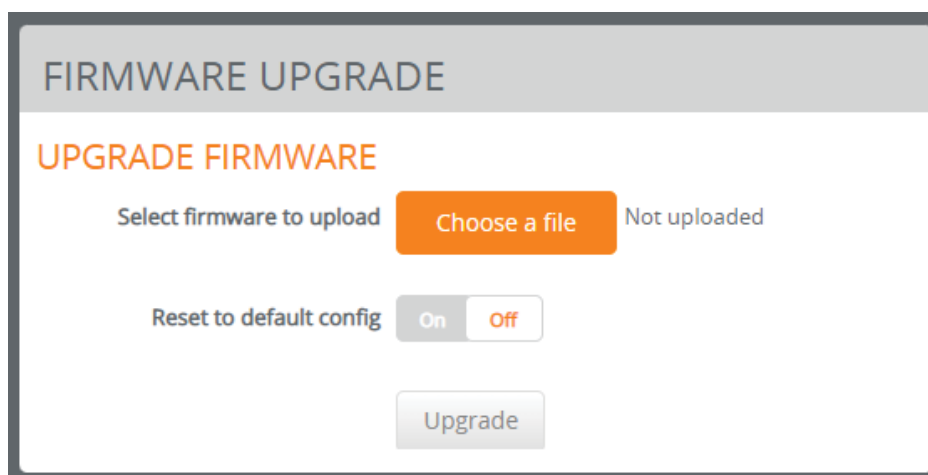 FIRMWARE UPGRADE
UPGRADE FIRMWARE
Select firmware to upload Choose a file Not uploaded
Reset to default config On Off
Upgrade